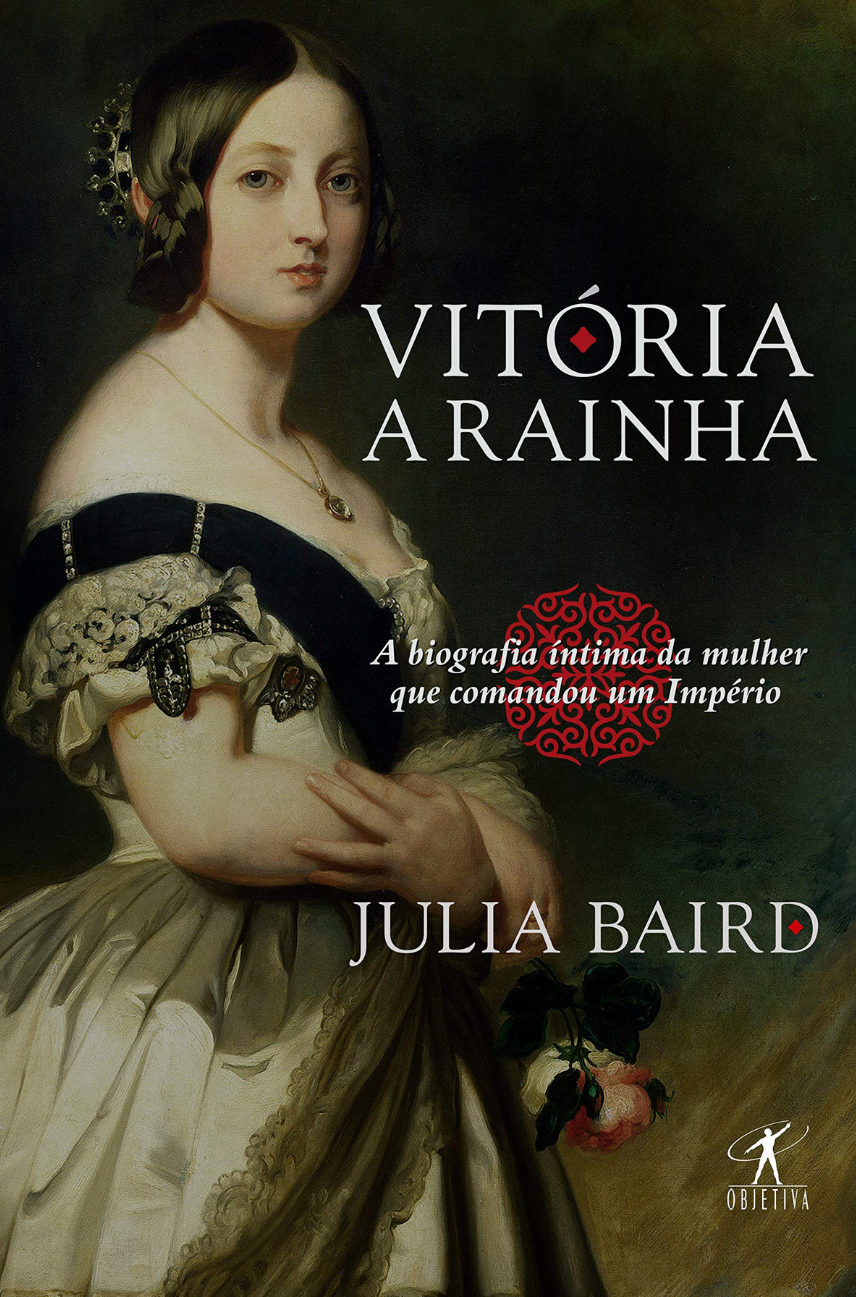 VITÓRIA
A RAINHA
A biografia íntima da mulher
que comandou um Império
JULIA BAIRD
OBJETIVA